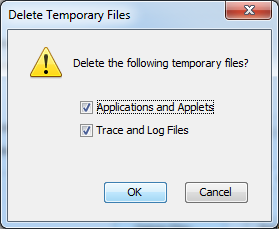 Delete Temporary Files
Delete the following temporary files?
Applications and Applets
Trace and Log Files
OK
Cancel